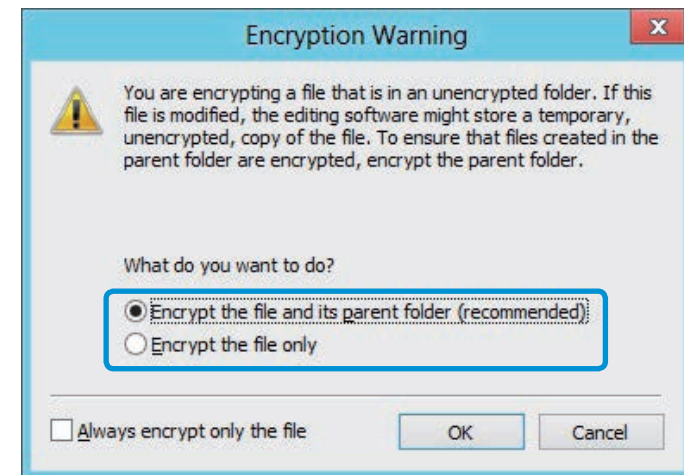 Encryption Warning
You are encrypting a file that is in an unencrypted folder. If this
file is modified, the editing software might store a temporary,
unencrypted, copy of the file. To ensure that files created in the
parent folder are encrypted, encrypt the parent folder.
What do you want to do?
Encrypt the file and its parent folder (recommended)
Encrypt the file only
Always encrypt only the file
OK
Cancel